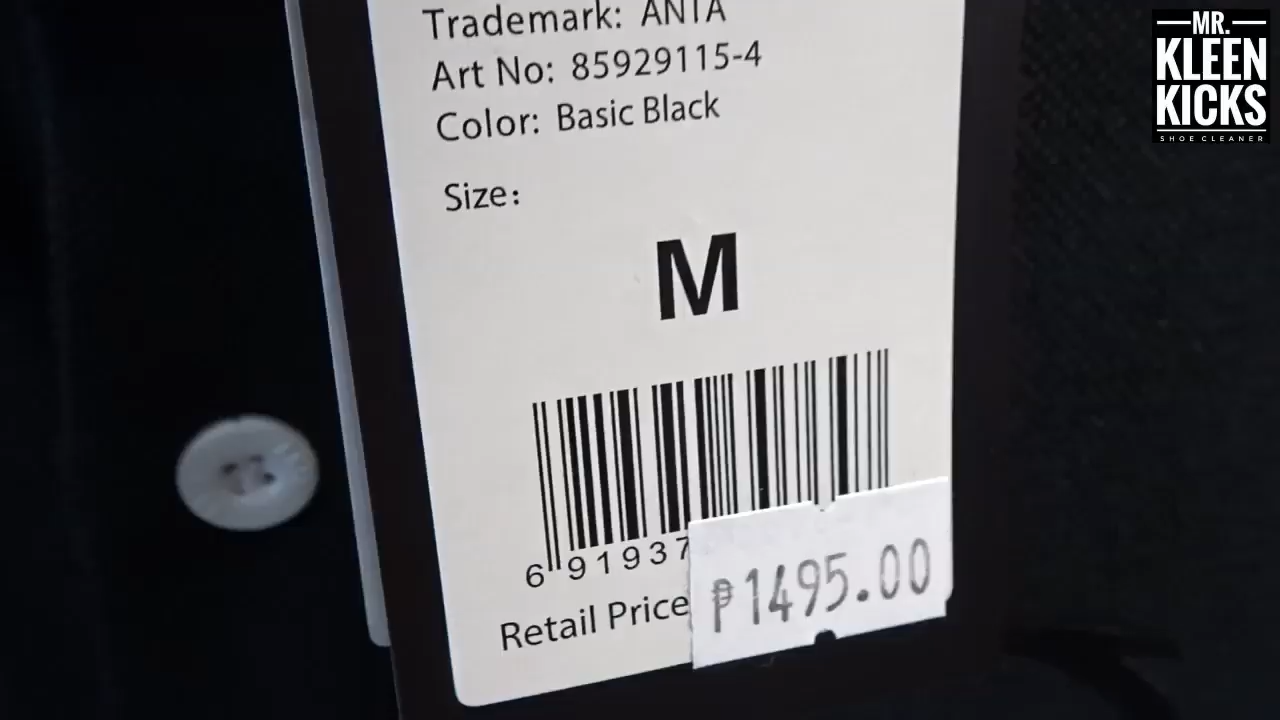 Trademark: ANTA
Art No: 85929115-4
Color: Basic Black
Size:
M
6 91937
Retail Price
₱1495.00
MR.
KLEEN
KICKS
SHOE CLEANER